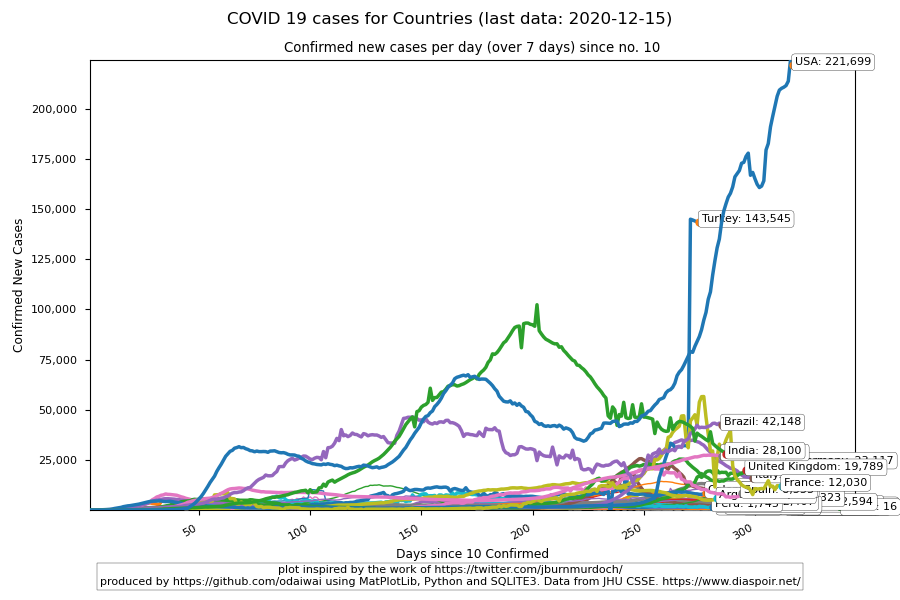 COVID 19 cases for Countries (last data: 2020-12-15)
Confirmed new cases per day (over 7 days) since no. 10
Confirmed New Cases
200,000
175,000
150,000
125,000
100,000
75,000
50,000
25,000
USA: 221,699
Turkey: 143,545
Brazil: 42,148
India: 28,100
United Kingdom: 19,789
France: 12,030
50
100
150
200
250
300
Days since 10 Confirmed
plot inspired by the work of https://twitter.com/jburnmurdoch/
produced by https://github.com/odaiwai using MatPlotLib, Python and SQLITE3. Data from JHU CSSE. https://www.diaspoir.net/